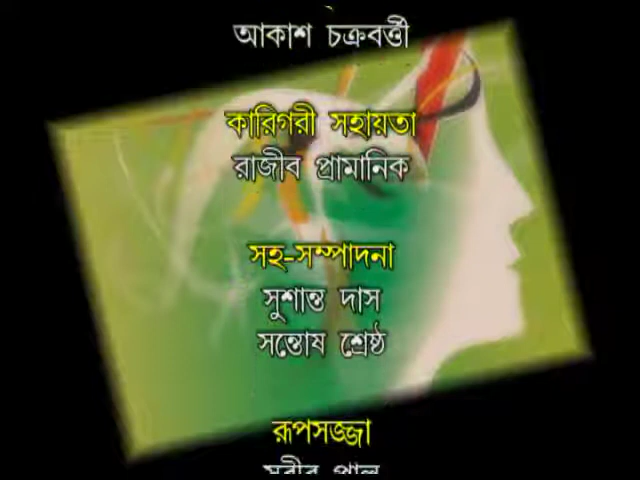 আকাশ চক্রবর্ত্তী
কারিগরী সহায়তা
রাজীব প্রামানিক
সহ-সম্পাদনা
সুশান্ত দাস
সন্তোষ শ্রেষ্ঠ
রূপসজ্জা